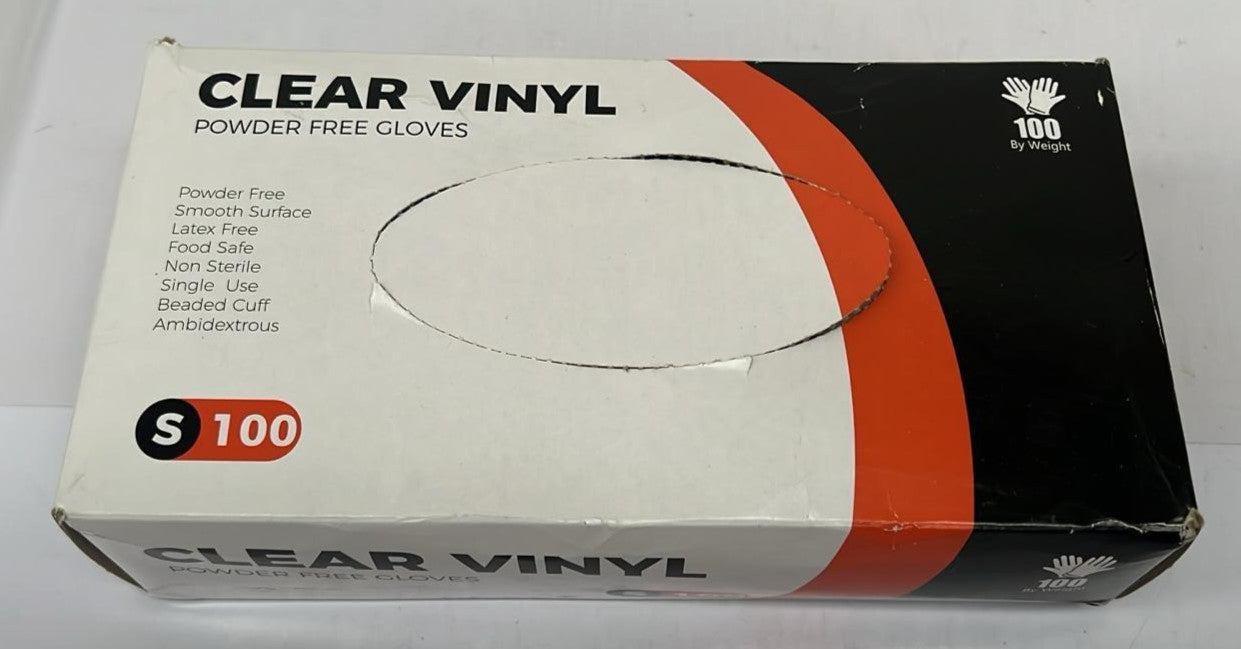 CLEAR VINYL
POWDER FREE GLOVES
100
By Weight
Powder Free
Smooth Surface
Latex Free
Food Safe
Non Sterile
Single Use
Beaded Cuff
Ambidextrous
S 100
CLEAR VINYL
POWDER FREE GLOVES
100
By Weight